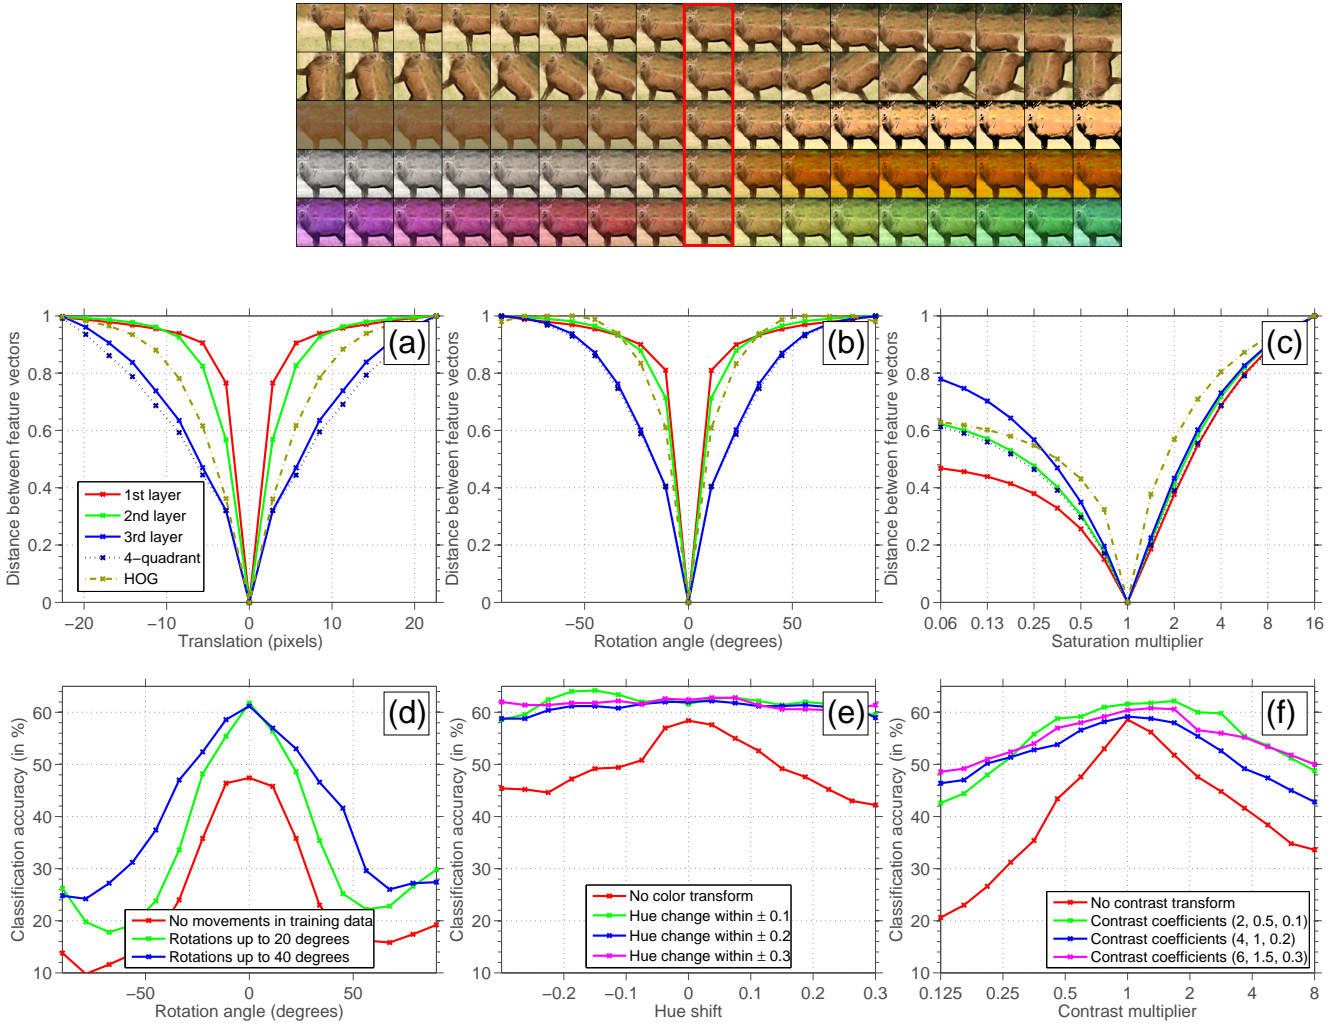 Distance between feature vectors
1
0.8
0.6
0.4
0.2
0
(a)
1st layer
2nd layer
3rd layer
4−quadrant
HOG
−20 −10 0 10 20
Translation (pixels)
Distance between feature vectors
1
0.8
0.6
0.4
0.2
0
(b)
−50 0 50
Rotation angle (degrees)
Distance between feature vectors
1
0.8
0.6
0.4
0.2
0
(c)
0.06 0.13 0.25 0.5 1 2 4 8 16
Saturation multiplier
Classification accuracy (in %)
60
50
40
30
20
10
(d)
No movements in training data
Rotations up to 20 degrees
Rotations up to 40 degrees
−50 0 50
Rotation angle (degrees)
Classification accuracy (in %)
60
50
40
30
20
10
(e)
No color transform
Hue change within ± 0.1
Hue change within ± 0.2
Hue change within ± 0.3
−0.2 −0.1 0 0.1 0.2 0.3
Hue shift
Classification accuracy (in %)
60
50
40
30
20
10
(f)
No contrast transform
Contrast coefficients (2, 0.5, 0.1)
Contrast coefficients (4, 1, 0.2)
Contrast coefficients (6, 1.5, 0.3)
0.125 0.25 0.5 1 2 4 8
Contrast multiplier